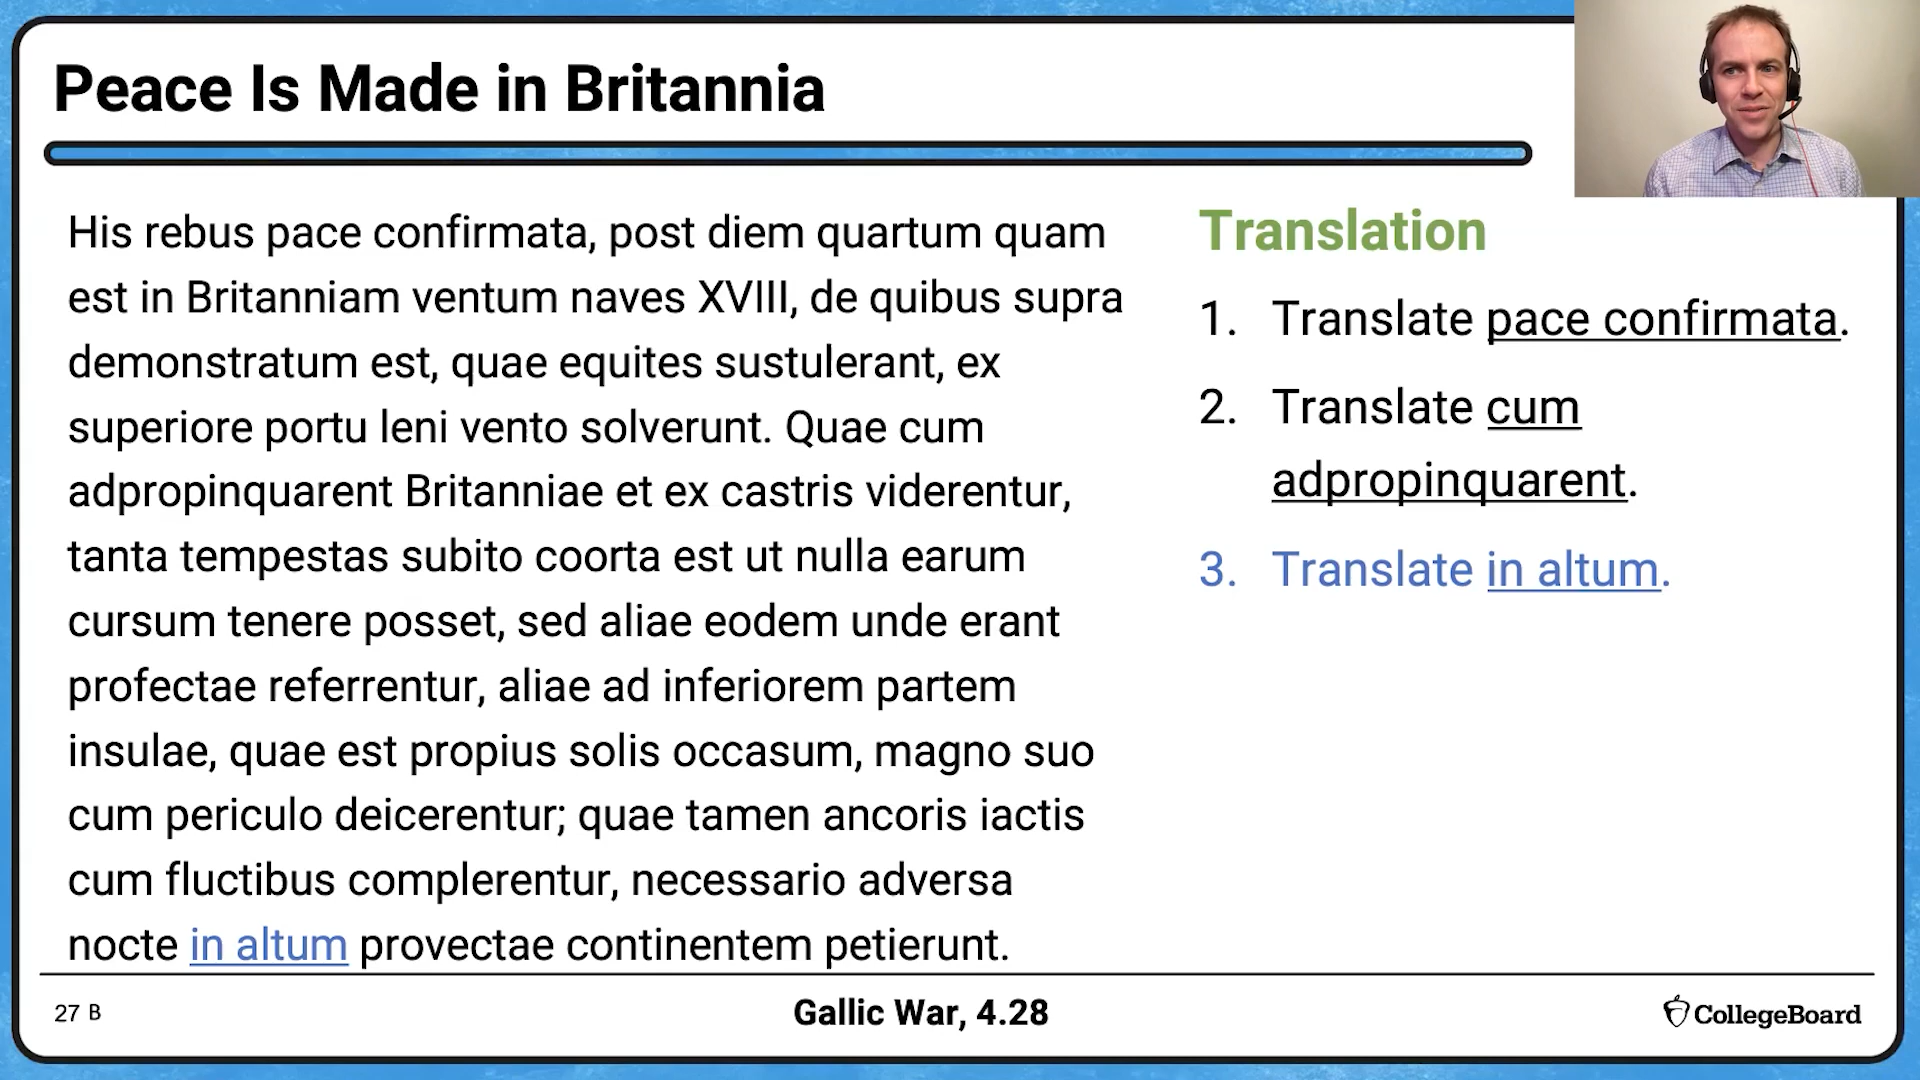 Peace Is Made in Britannia
His rebus pace confirmata, post diem quartum quam
est in Britanniam ventum naves XVIII, de quibus supra
demonstratum est, quae equites sustulerant, ex
superiore portu leni vento solverunt. Quae cum
adpropinquarent Britanniae et ex castris viderentur,
tanta tempestas subito coorta est ut nulla earum
cursum tenere posset, sed aliae eodem unde erant
profectae referrentur, aliae ad inferiorem partem
insulae, quae est propius solis occasum, magno suo
cum periculo deicerentur; quae tamen ancoris iactis
cum fluctibus complerentur, necessario adversa
nocte in altum provectae continentem petierunt.
Translation
1. Translate pace confirmata.
2. Translate cum
adpropinquarent.
3. Translate in altum.
27 B
Gallic War, 4.28
CollegeBoard